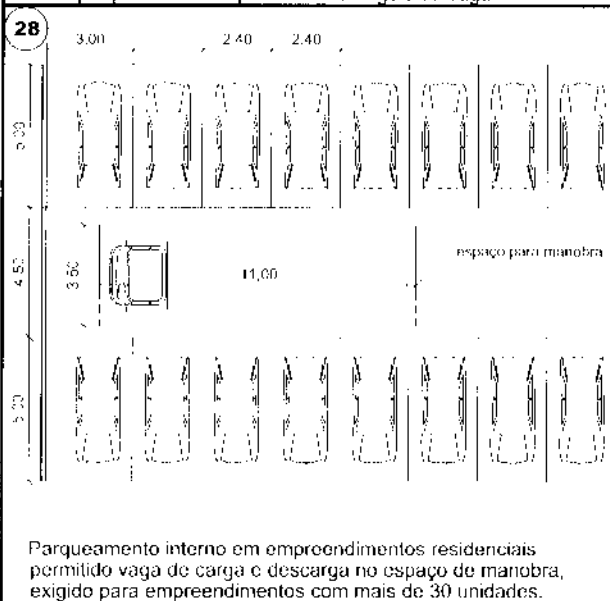 28
3.00 2.40 2.40
5.00
4.50
3.50
11,00
espaço para manobra
5.00
Parqueamento interno em empreendimentos residenciais
permitido vaga de carga e descarga no espaço de manobra,
exigido para empreendimentos com mais de 30 unidades.